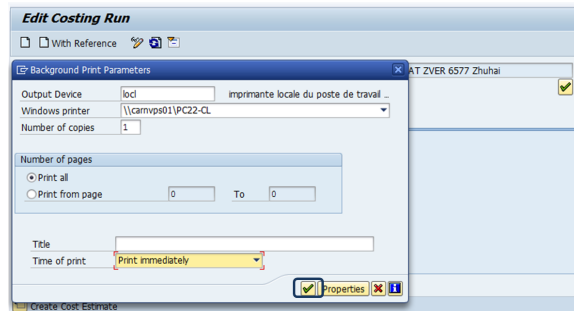 Edit Costing Run
With Reference
Background Print Parameters
AT ZVER 6577 Zhuhai
Output Device locl imprimante locale du poste de travail ...
Windows printer \\carnvps01\PC22-CL
Number of copies 1
Number of pages
Print all
Print from page 0 To 0
Title
Time of print Print immediately
Properties
Create Cost Estimate